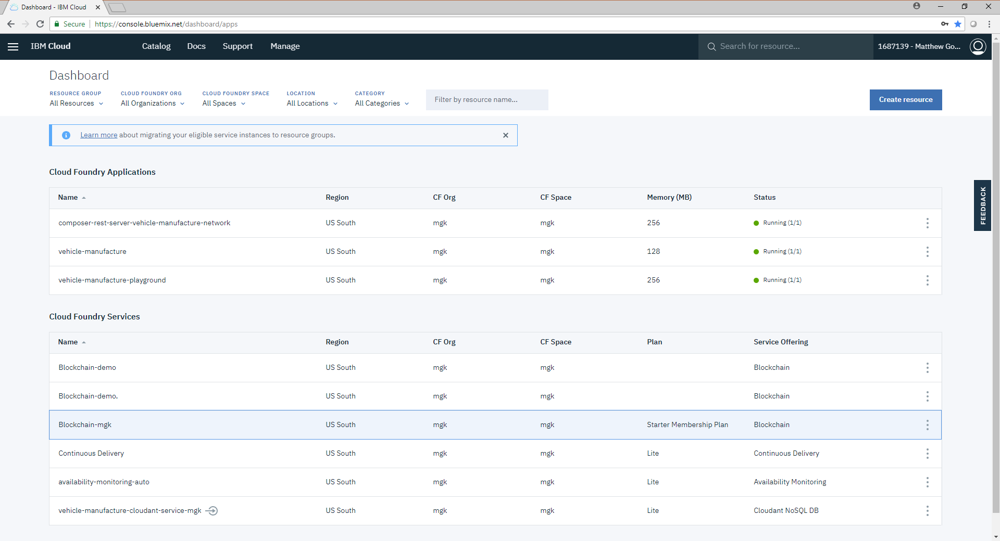 Dashboard - IBM Cloud
Secure https://console.bluemix.net/dashboard/apps
IBM Cloud Catalog Docs Support Manage Search for resource... 1687139 - Matthew Go...
Dashboard
RESOURCE GROUP CLOUD FOUNDRY ORG CLOUD FOUNDRY SPACE LOCATION CATEGORY
All Resources All Organizations All Spaces All Locations All Categories Filter by resource name... Create resource
Learn more about migrating your eligible service instances to resource groups.
Cloud Foundry Applications
Name Region CF Org CF Space Memory (MB) Status
composer-rest-server-vehicle-manufacture-network US South mgk mgk 256 Running (1/1)
vehicle-manufacture US South mgk mgk 128 Running (1/1)
vehicle-manufacture-playground US South mgk mgk 256 Running (1/1)
FEEDBACK
Cloud Foundry Services
Name Region CF Org CF Space Plan Service Offering
Blockchain-demo US South mgk mgk Blockchain
Blockchain-demo. US South mgk mgk Blockchain
Blockchain-mgk US South mgk mgk Starter Membership Plan Blockchain
Continuous Delivery US South mgk mgk Lite Continuous Delivery
availability-monitoring-auto US South mgk mgk Lite Availability Monitoring
vehicle-manufacture-cloudant-service-mgk US South mgk mgk Lite Cloudant NoSQL DB